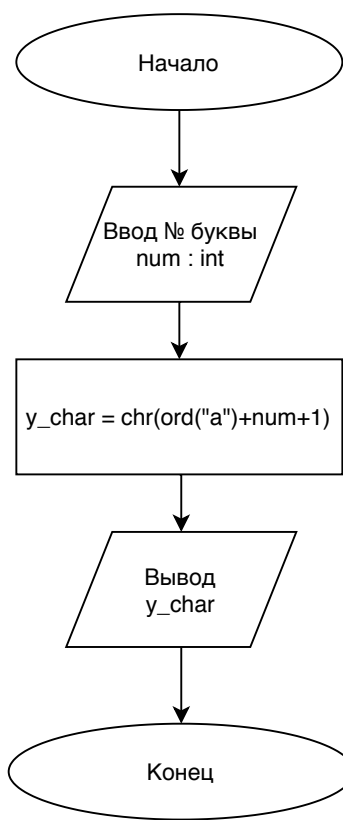 Начало
Ввод № буквы
num : int
y_char = chr(ord("a")+num+1)
Вывод
y_char
Конец